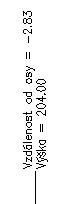 Vzdálenost od osy = -2.83
Výška = 204.00